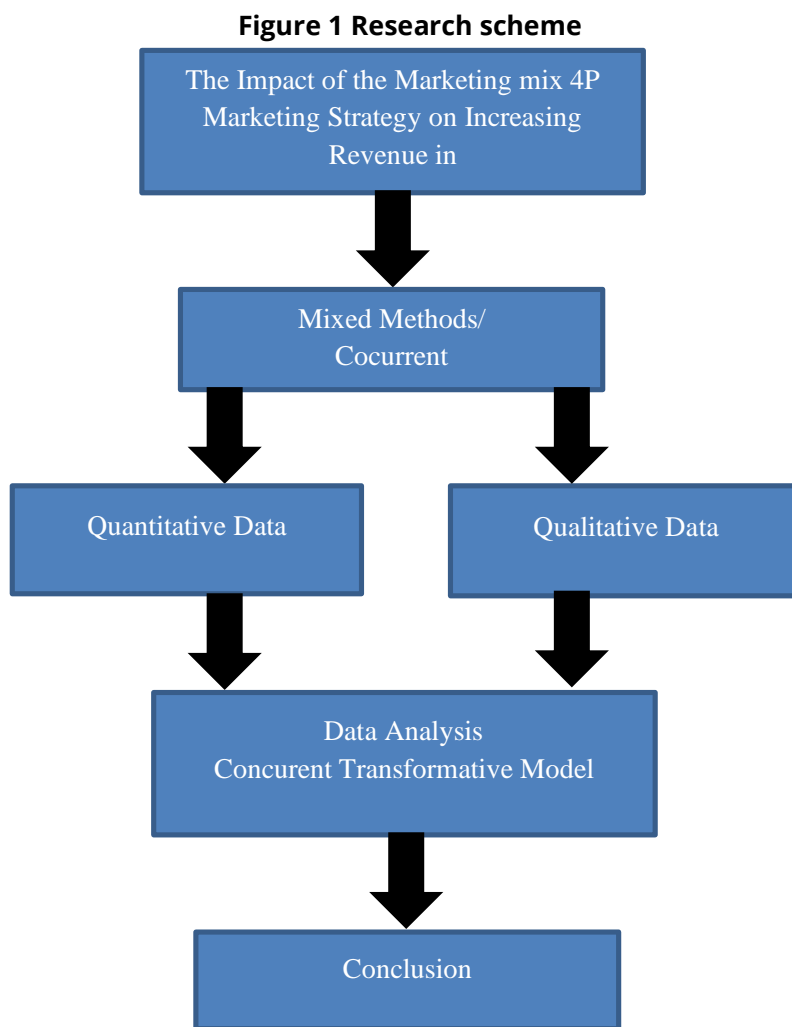 Figure 1 Research scheme
The Impact of the Marketing mix 4P
Marketing Strategy on Increasing
Revenue in
Mixed Methods/
Cocurrent
Quantitative Data
Qualitative Data
Data Analysis
Concurent Transformative Model
Conclusion